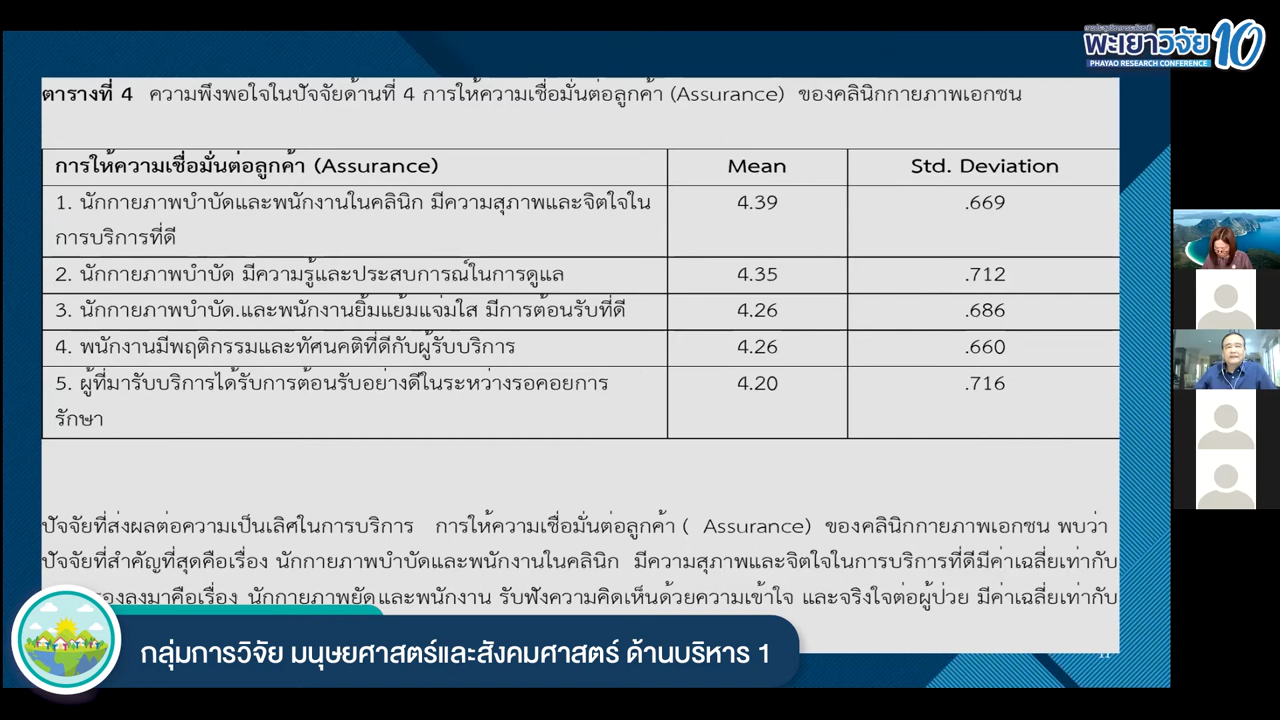 การประชุมวิชาการระดับชาติ
พะเยาวิจัย 10
PHAYAO RESEARCH CONFERENCE
ตารางที่ 4 ความพึงพอใจในปัจจัยด้านที่ 4 การให้ความเชื่อมั่นต่อลูกค้า (Assurance) ของคลินิกกายภาพเอกชน
การให้ความเชื่อมั่นต่อลูกค้า (Assurance) Mean Std. Deviation
1. นักกายภาพบำบัดและพนักงานในคลินิก มีความสุภาพและจิตใจใน 4.39 .669
การบริการที่ดี
2. นักกายภาพบำบัด มีความรู้และประสบการณ์ในการดูแล 4.35 .712
3. นักกายภาพบำบัด.และพนักงานยิ้มแย้มแจ่มใส มีการต้อนรับที่ดี 4.26 .686
4. พนักงานมีพฤติกรรมและทัศนคติที่ดีกับผู้รับบริการ 4.26 .660
5. ผู้ที่มารับบริการได้รับการต้อนรับอย่างดีในระหว่างรอคอยการ 4.20 .716
รักษา
ปัจจัยที่ส่งผลต่อความเป็นเลิศในการบริการ การให้ความเชื่อมั่นต่อลูกค้า ( Assurance) ของคลินิกกายภาพเอกชน พบว่า
ปัจจัยที่สำคัญที่สุดคือเรื่อง นักกายภาพบำบัดและพนักงานในคลินิก มีความสุภาพและจิตใจในการบริการที่ดีมีค่าเฉลี่ยเท่ากับ
องลงมาคือเรื่อง นักกายภาพยัดและพนักงาน รับฟังความคิดเห็นด้วยความเข้าใจ และจริงใจต่อผู้ป่วย มีค่าเฉลี่ยเท่ากับ
กลุ่มการวิจัย มนุษยศาสตร์และสังคมศาสตร์ ด้านบริหาร 1